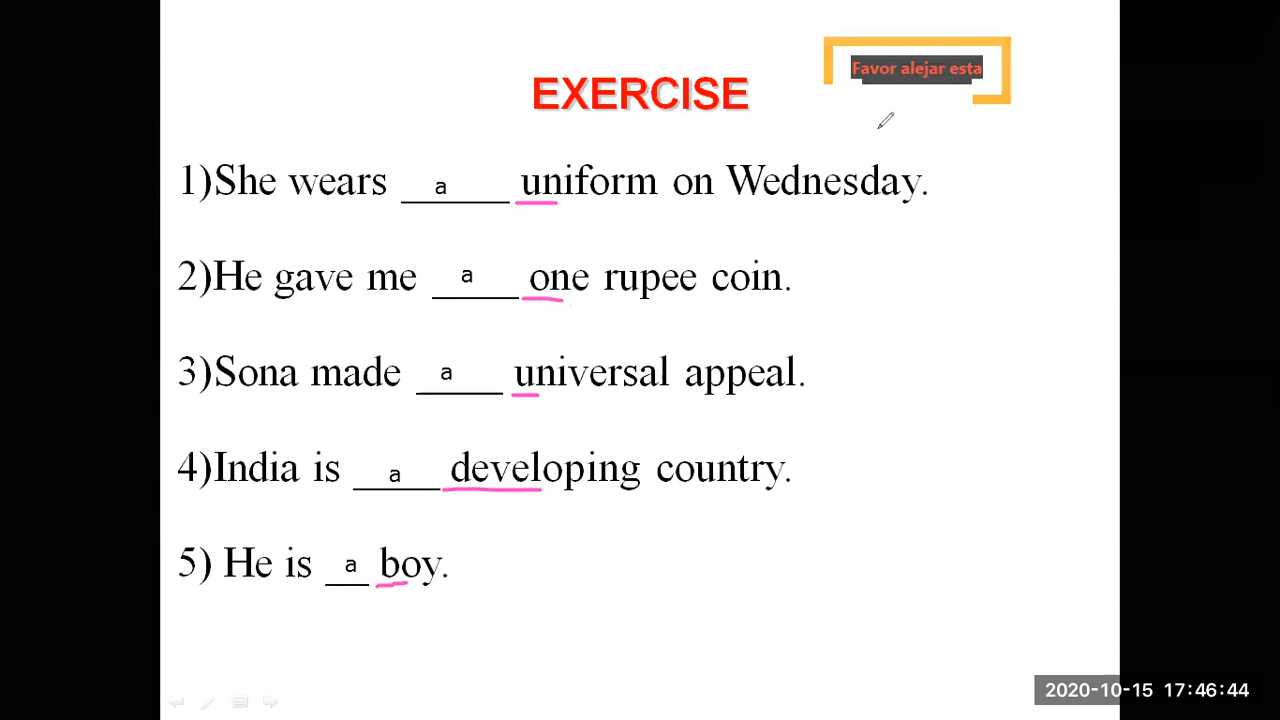 Favor alejar esta
EXERCISE
1)She wears a uniform on Wednesday.
2)He gave me a one rupee coin.
3)Sona made a universal appeal.
4)India is a developing country.
5) He is a boy.
2020-10-15 17:46:44